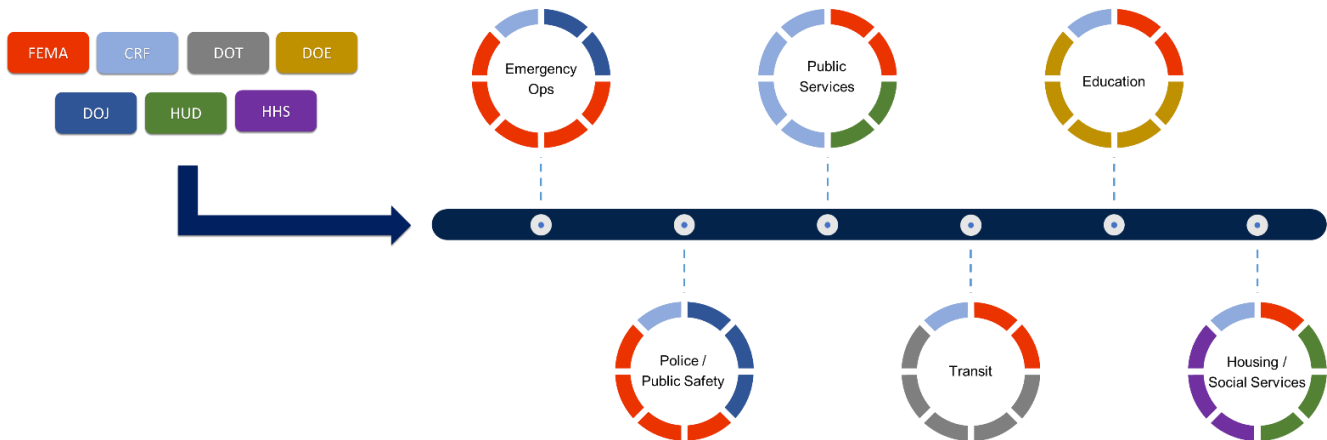 FEMA
CRF
DOT
DOE
DOJ
HUD
HHS
Emergency
Ops
Public
Services
Education
Police /
Public Safety
Transit
Housing /
Social Services